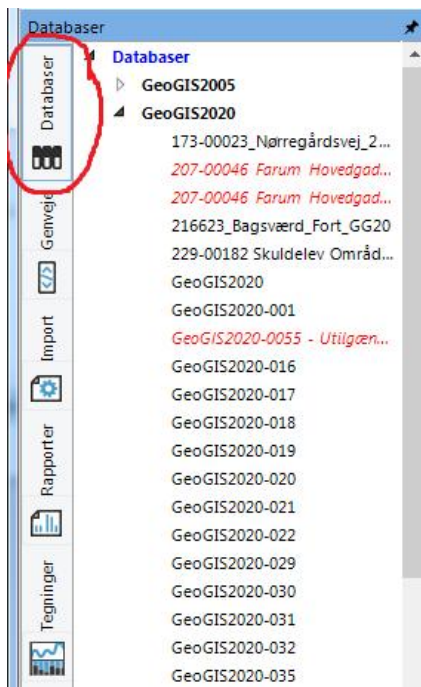 Databaser
Databaser
Genveje
Import
Rapporter
Tegninger
Databaser
GeoGIS2005
GeoGIS2020
173-00023_Nørregårdsvej_2...
207-00046 Farum Hovedgad...
207-00046 Farum Hovedgad...
216623_Bagsværd_Fort_GG20
229-00182 Skuldelev Områd...
GeoGIS2020
GeoGIS2020-001
GeoGIS2020-0055 - Utilgæn...
GeoGIS2020-016
GeoGIS2020-017
GeoGIS2020-018
GeoGIS2020-019
GeoGIS2020-020
GeoGIS2020-021
GeoGIS2020-022
GeoGIS2020-029
GeoGIS2020-030
GeoGIS2020-031
GeoGIS2020-032
GeoGIS2020-035